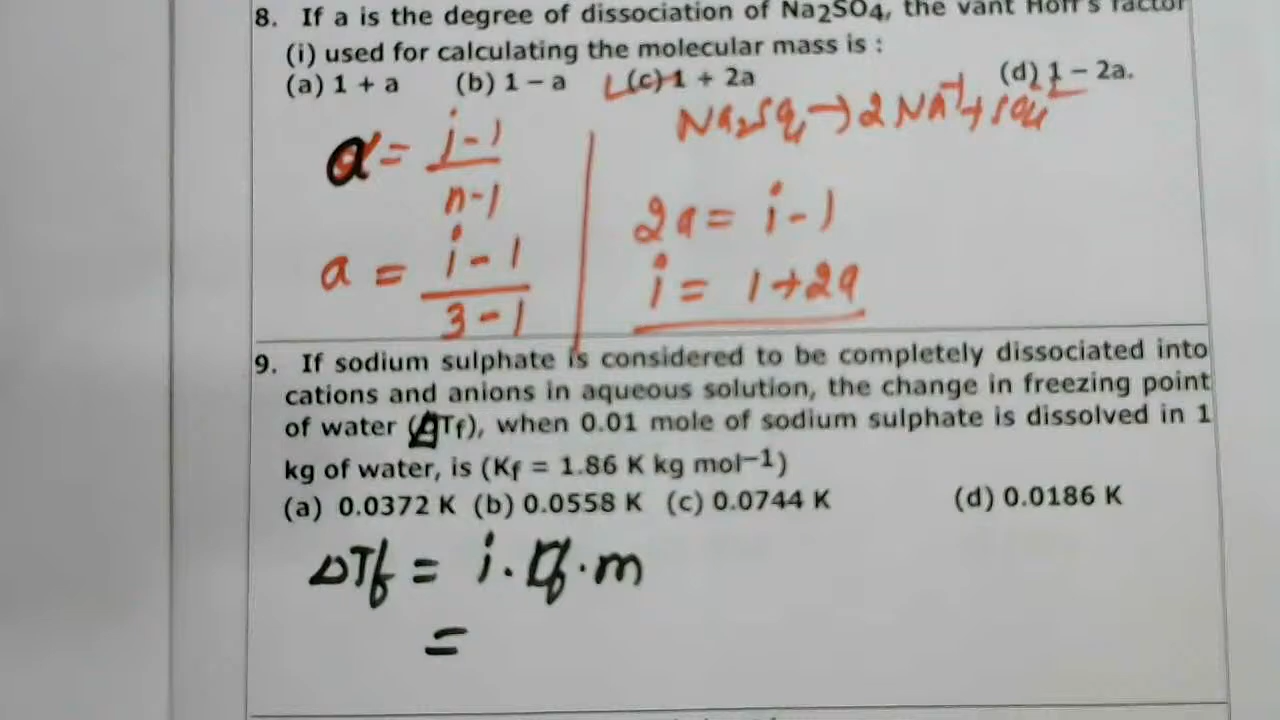 8. If a is the degree of dissociation of Na2SO4, the vant Hoff's factor
(i) used for calculating the molecular mass is :
(a) 1 + a (b) 1 – a (c) 1 + 2a (d) 1 – 2a.
Na2SO4 → 2 Na+ + SO4 2-
a = i - 1 / n - 1
2a = i - 1
a = i - 1 / 3 - 1
i = 1 + 2a
9. If sodium sulphate is considered to be completely dissociated into
cations and anions in aqueous solution, the change in freezing point
of water (ΔTf), when 0.01 mole of sodium sulphate is dissolved in 1
kg of water, is (Kf = 1.86 K kg mol–1)
(a) 0.0372 K (b) 0.0558 K (c) 0.0744 K (d) 0.0186 K
ΔTf = i . Kf . m
=